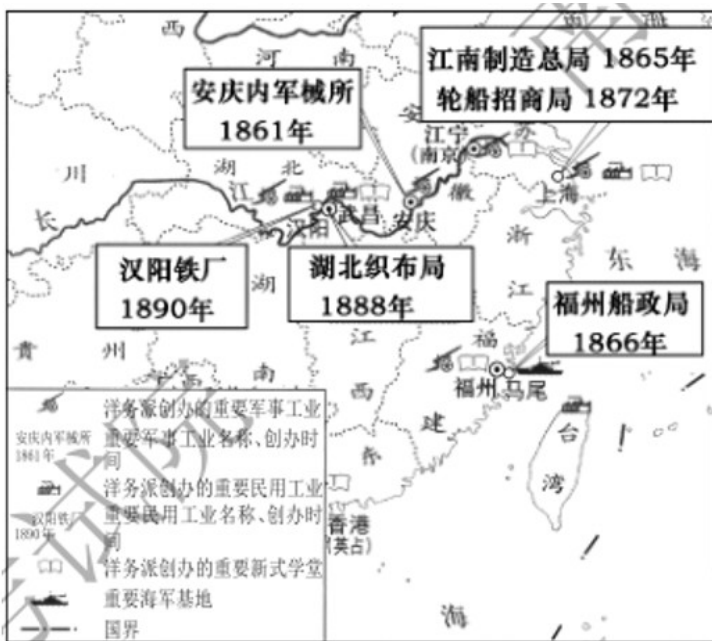 西
河 南
江南制造总局 1865年
轮船招商局 1872年
安庆内军械所
1861年
安
苏
江宁
(南京)
川
湖 北
江
徽
长
武昌
汉阳
安庆
上海
浙
东 海
汉阳铁厂
1890年
湖北织布局
1888年
湖
江
江
福州船政局
1866年
贵 州
南
西
福
福州 马尾
建
台
湾
东
香港
(英占)
海
洋务派创办的重要军事工业
安庆内军械所
1861年
重要军事工业名称、创办时
间
洋务派创办的重要民用工业
汉阳铁厂
1890年
重要民用工业名称、创办时
间
洋务派创办的重要新式学堂
重要海军基地
国界